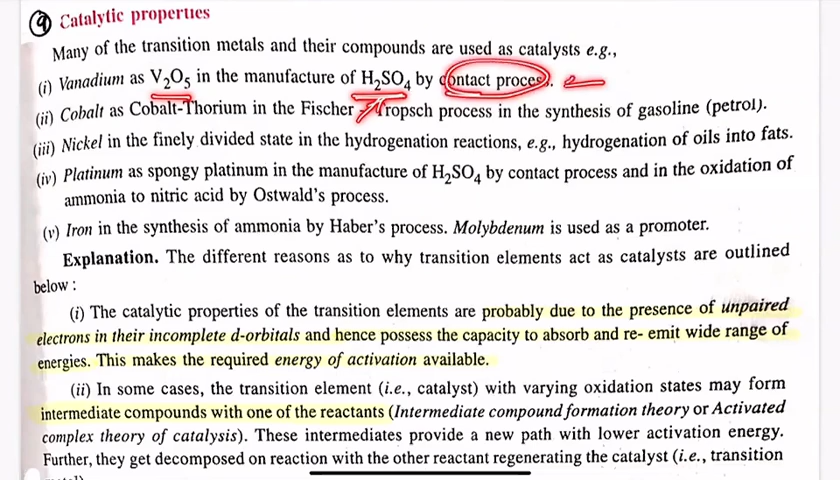 9 Catalytic properties
Many of the transition metals and their compounds are used as catalysts e.g.,
(i) Vanadium as V₂O₅ in the manufacture of H₂SO₄ by contact proces.
(ii) Cobalt as Cobalt-Thorium in the Fischer Tropsch process in the synthesis of gasoline (petrol).
(iii) Nickel in the finely divided state in the hydrogenation reactions, e.g., hydrogenation of oils into fats.
(iv) Platinum as spongy platinum in the manufacture of H₂SO₄ by contact process and in the oxidation of
ammonia to nitric acid by Ostwald's process.
(v) Iron in the synthesis of ammonia by Haber's process. Molybdenum is used as a promoter.
Explanation. The different reasons as to why transition elements act as catalysts are outlined
below :
(i) The catalytic properties of the transition elements are probably due to the presence of unpaired
electrons in their incomplete d-orbitals and hence possess the capacity to absorb and re- emit wide range of
energies. This makes the required energy of activation available.
(ii) In some cases, the transition element (i.e., catalyst) with varying oxidation states may form
intermediate compounds with one of the reactants (Intermediate compound formation theory or Activated
complex theory of catalysis). These intermediates provide a new path with lower activation energy.
Further, they get decomposed on reaction with the other reactant regenerating the catalyst (i.e., transition